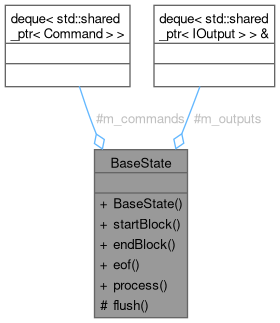 deque< std::shared
_ptr< Command > >
deque< std::shared
_ptr< IOutput > > &
#m_commands
#m_outputs
BaseState
+ BaseState()
+ startBlock()
+ endBlock()
+ eof()
+ process()
# flush()